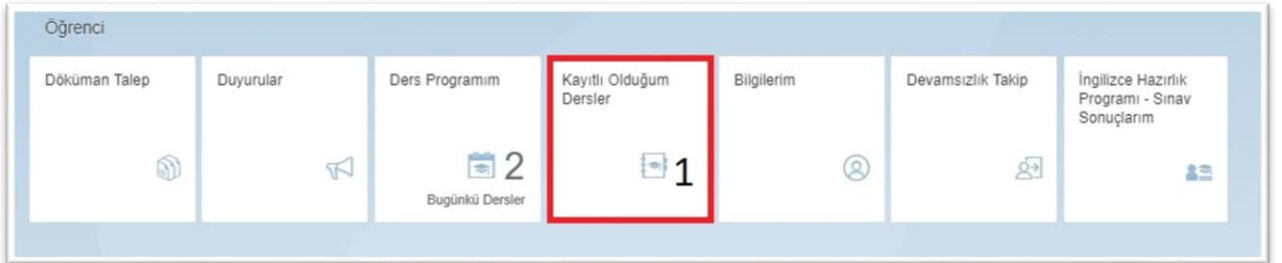 Öğrenci
Döküman Talep
Duyurular
Ders Programım
2
Bugünkü Dersler
Kayıtlı Olduğum
Dersler
1
Bilgilerim
Devamsızlık Takip
İngilizce Hazırlık
Programı - Sınav
Sonuçlarım